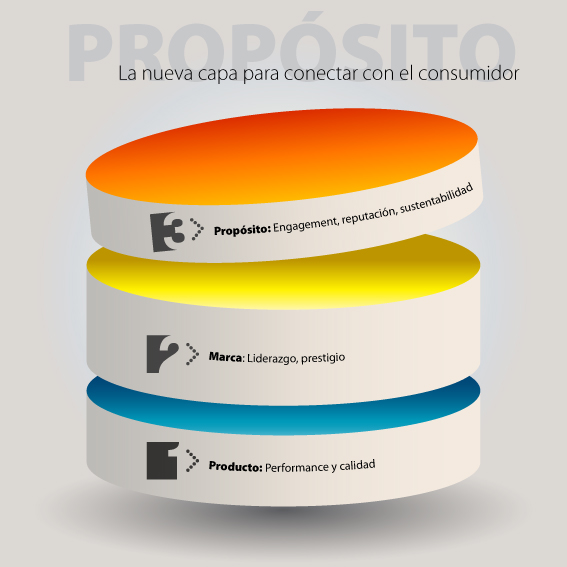 PROPÓSITO
La nueva capa para conectar con el consumidor
3 Propósito: Engagement, reputación, sustentabilidad
2 Marca: Liderazgo, prestigio
1 Producto: Performance y calidad